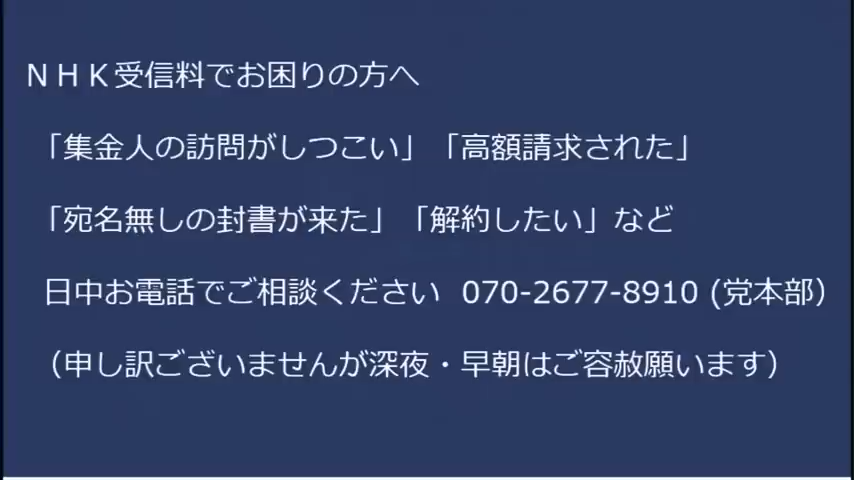 ＮＨＫ受信料でお困りの方へ
「集金人の訪問がしつこい」「高額請求された」
「宛名無しの封書が来た」「解約したい」など
日中お電話でご相談ください 070-2677-8910 (党本部）
（申し訳ございませんが深夜・早朝はご容赦願います）